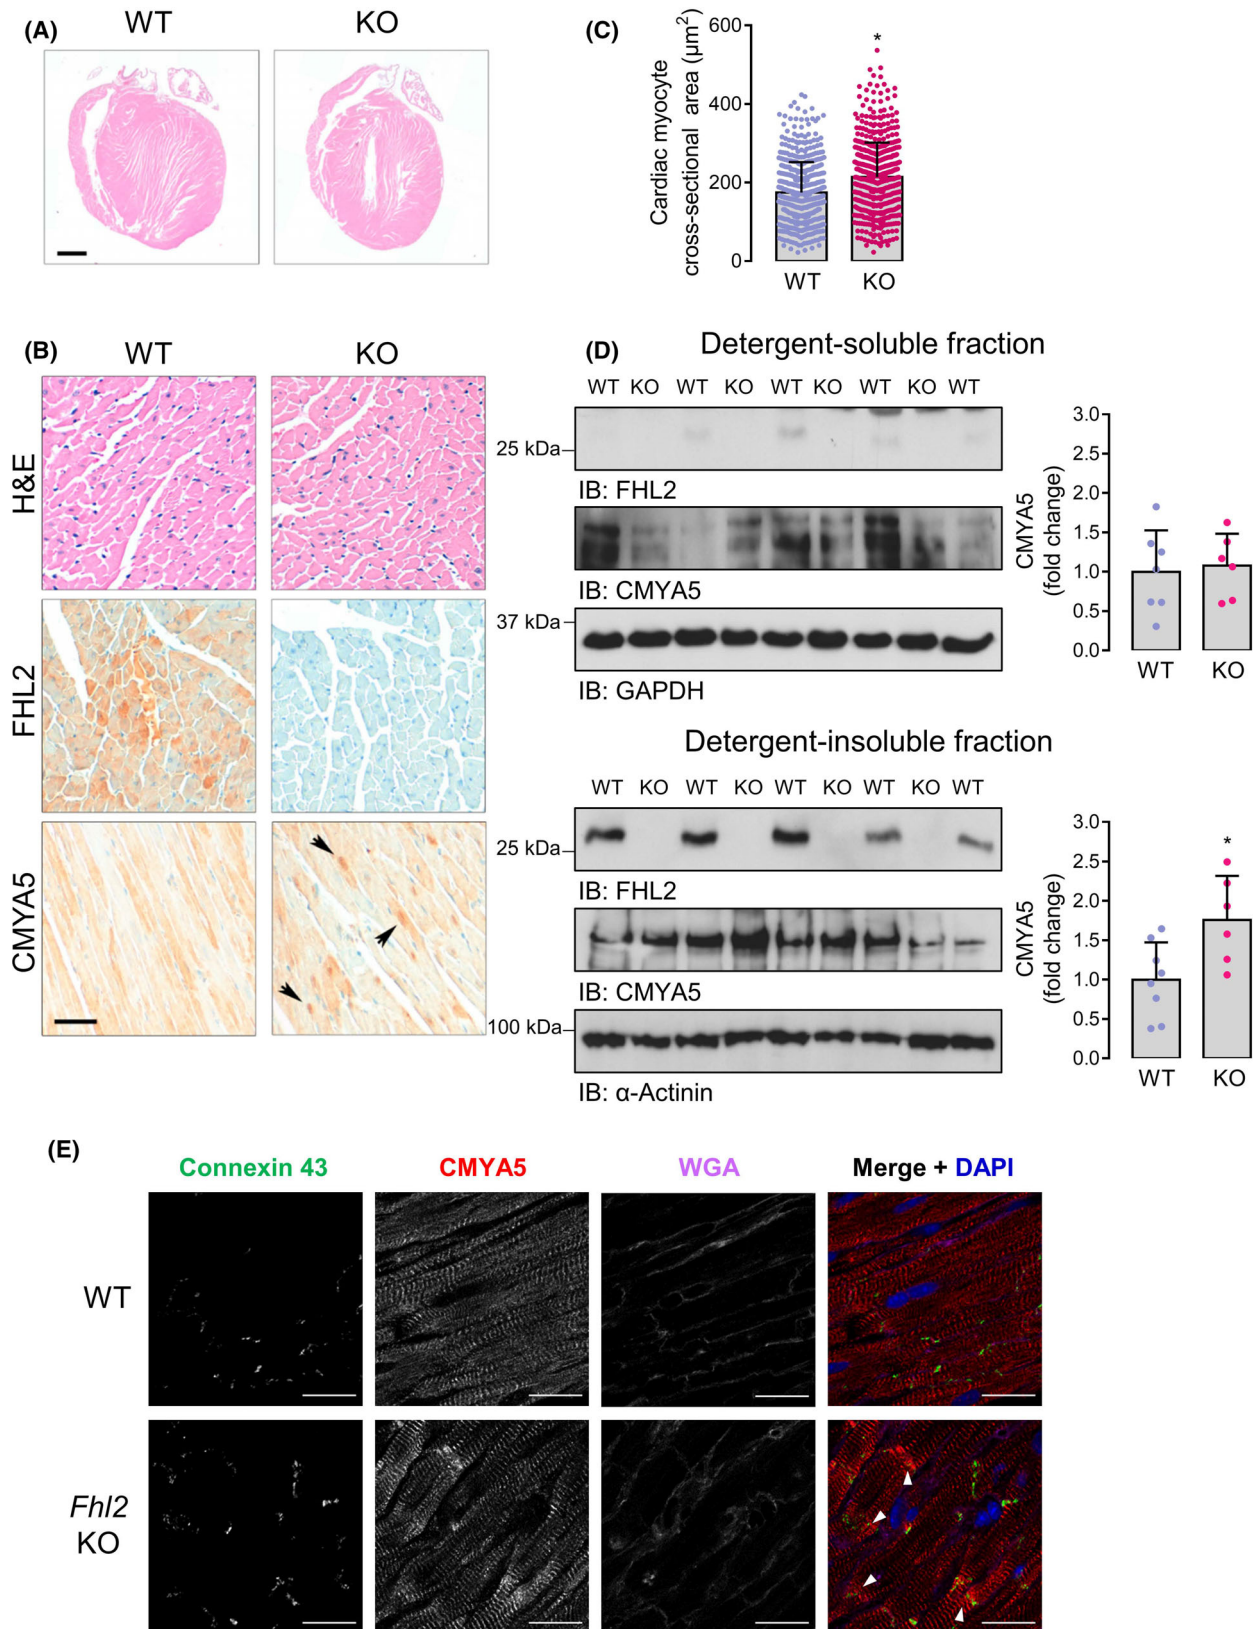 (A)
WT KO
(C)
Cardiac myocyte
cross-sectional area (µm²)
600
400
200
0
*
WT KO
(B)
WT KO
H&E
FHL2
CMYA5
(D)
Detergent-soluble fraction
WT KO WT KO WT KO WT KO WT
25 kDa
IB: FHL2
IB: CMYA5
37 kDa
IB: GAPDH
CMYA5
(fold change)
3.0
2.5
2.0
1.5
1.0
0.5
0.0
WT KO
Detergent-insoluble fraction
WT KO WT KO WT KO WT KO WT
25 kDa
IB: FHL2
IB: CMYA5
100 kDa
IB: α-Actinin
CMYA5
(fold change)
3.0
2.5
2.0
1.5
1.0
0.5
0.0
*
WT KO
(E)
Connexin 43 CMYA5 WGA Merge + DAPI
WT
Fhl2
KO